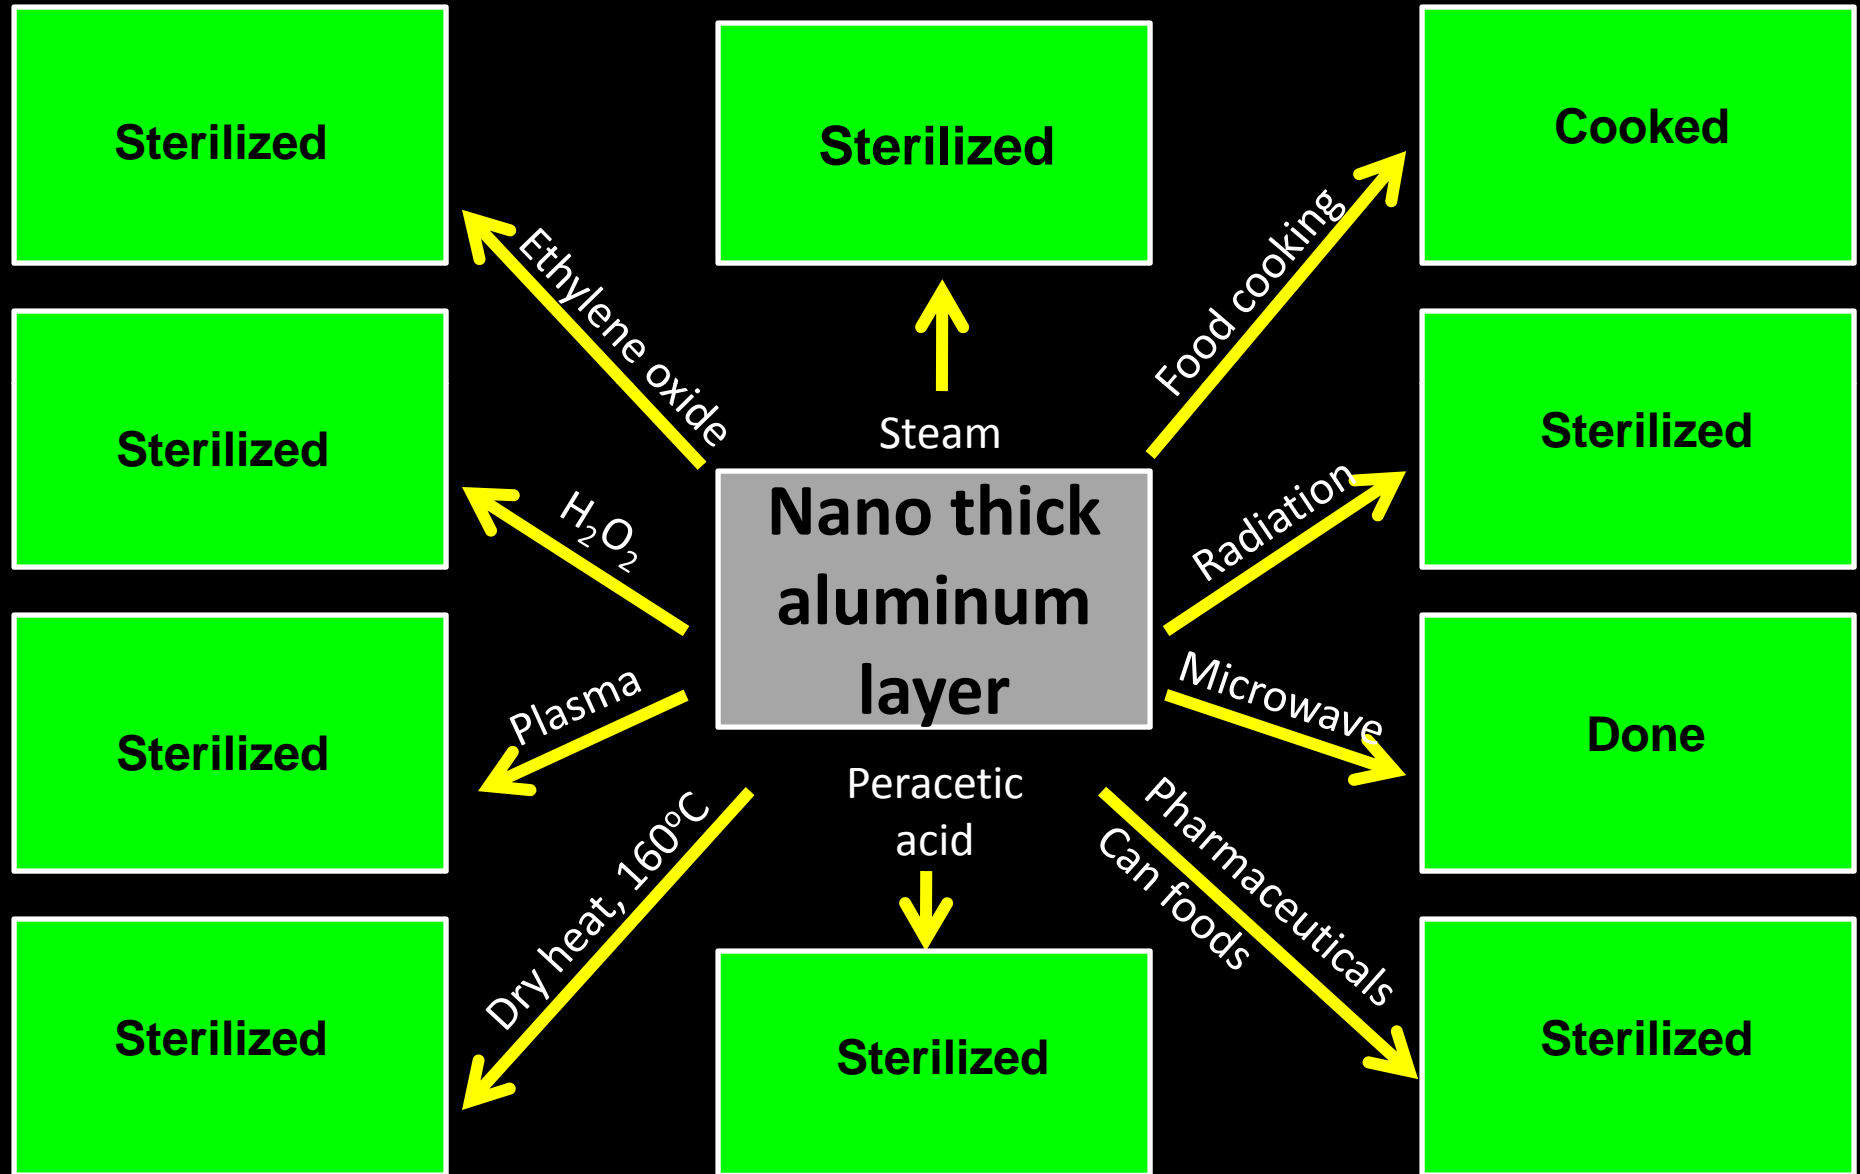 Sterilized
Sterilized
Cooked
Ethylene oxide
Steam
Food cooking
Sterilized
H₂O₂
Nano thick
aluminum
layer
Radiation
Sterilized
Sterilized
Plasma
Microwave
Done
Dry heat, 160°C
Peracetic
acid
Pharmaceuticals
Can foods
Sterilized
Sterilized
Sterilized